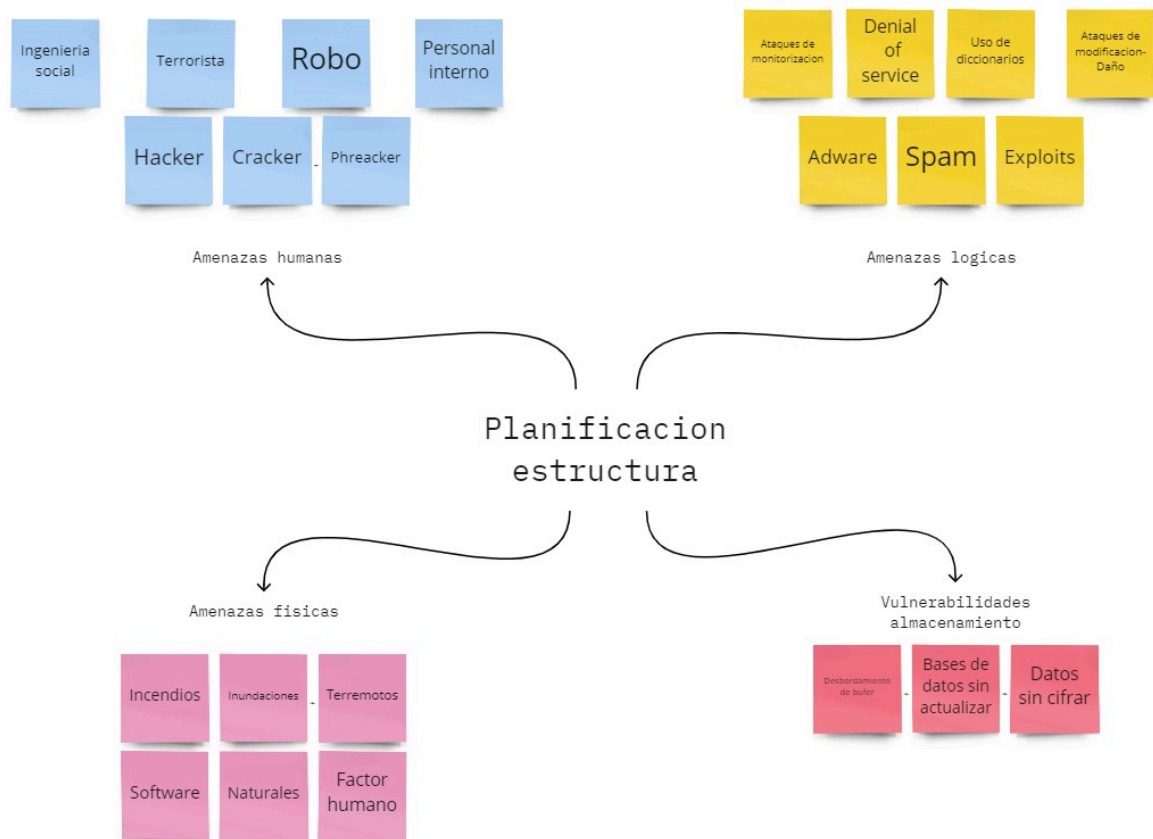 Ingenieria
social
Terrorista
Robo
Personal
interno
Hacker
Cracker
Phreacker
Amenazas humanas
Ataques de
monitorizacion
Denial
of
service
Uso de
diccionarios
Ataques de
modificacion-
Daño
Adware
Spam
Exploits
Amenazas logicas
Planificacion
estructura
Amenazas fisicas
Incendios
Inundaciones
Terremotos
Software
Naturales
Factor
humano
Vulnerabilidades
almacenamiento
Desbordamiento
de bufer
Bases de
datos sin
actualizar
Datos
sin cifrar